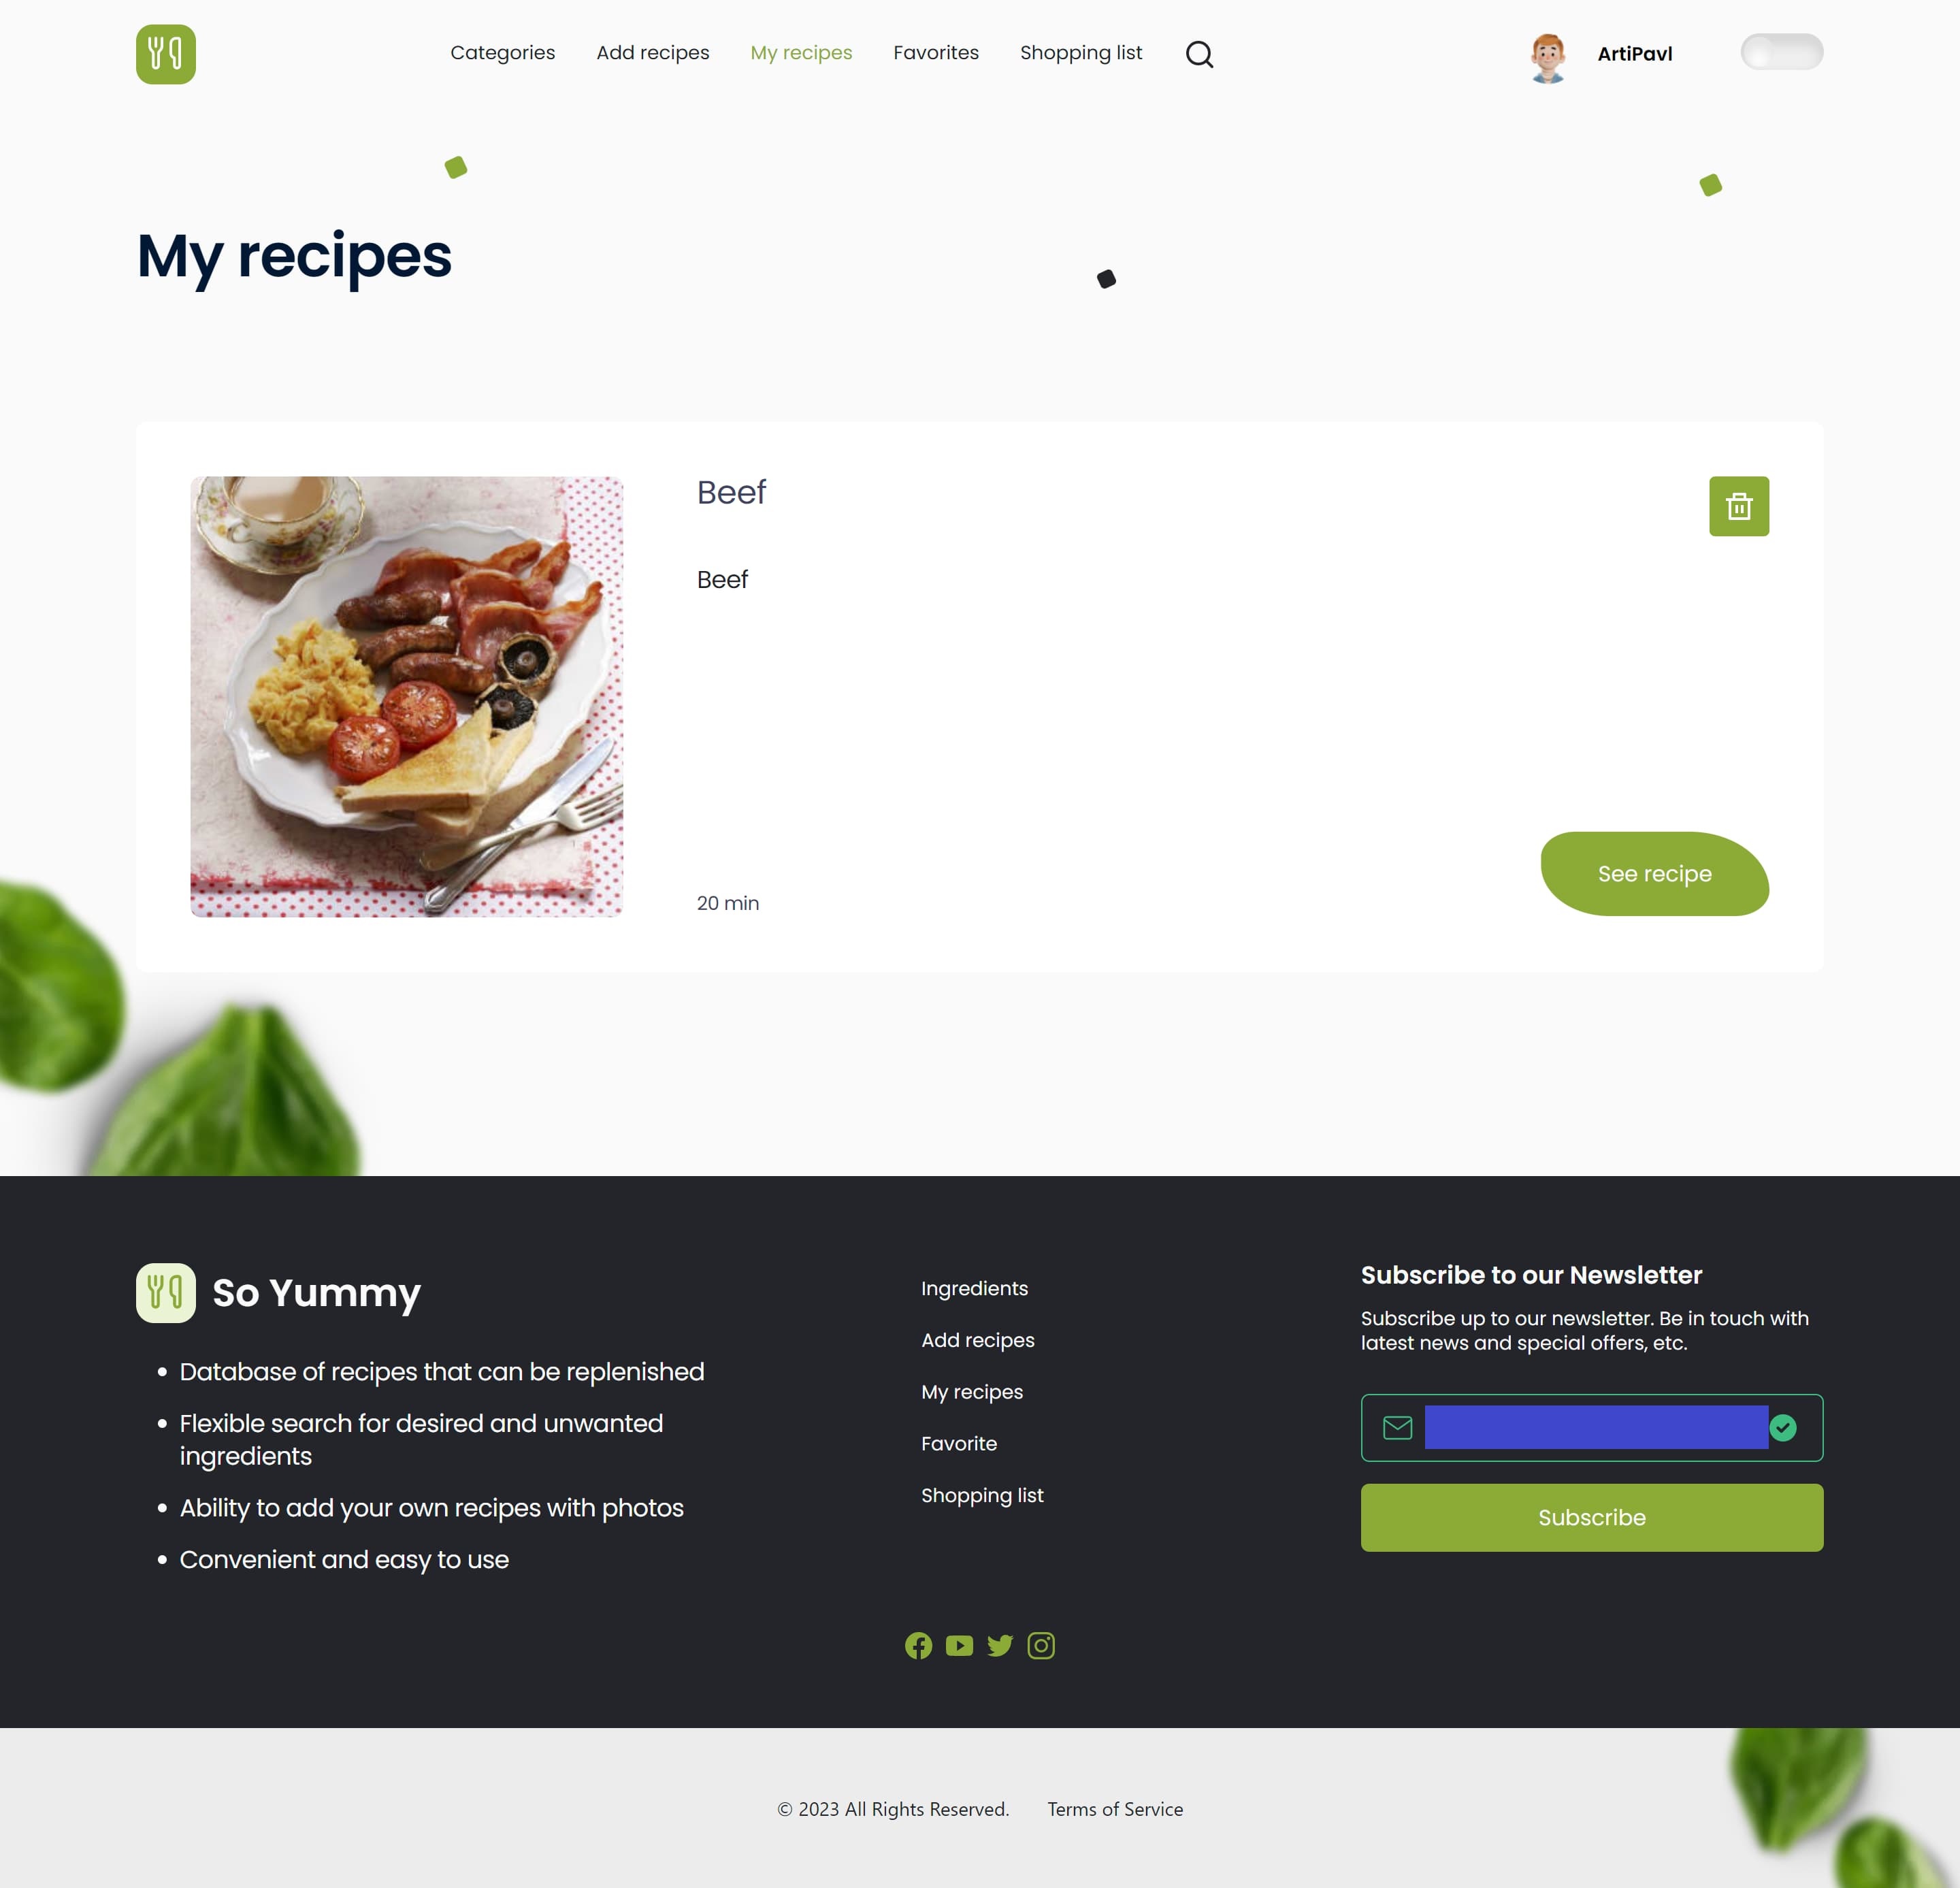 Categories
Add recipes
My recipes
Favorites
Shopping list
ArtiPavl
My recipes
Beef
Beef
20 min
See recipe
So Yummy
Database of recipes that can be replenished
Flexible search for desired and unwanted
ingredients
Ability to add your own recipes with photos
Convenient and easy to use
Ingredients
Add recipes
My recipes
Favorite
Shopping list
Subscribe to our Newsletter
Subscribe up to our newsletter. Be in touch with
latest news and special offers, etc.
Subscribe
© 2023 All Rights Reserved.
Terms of Service